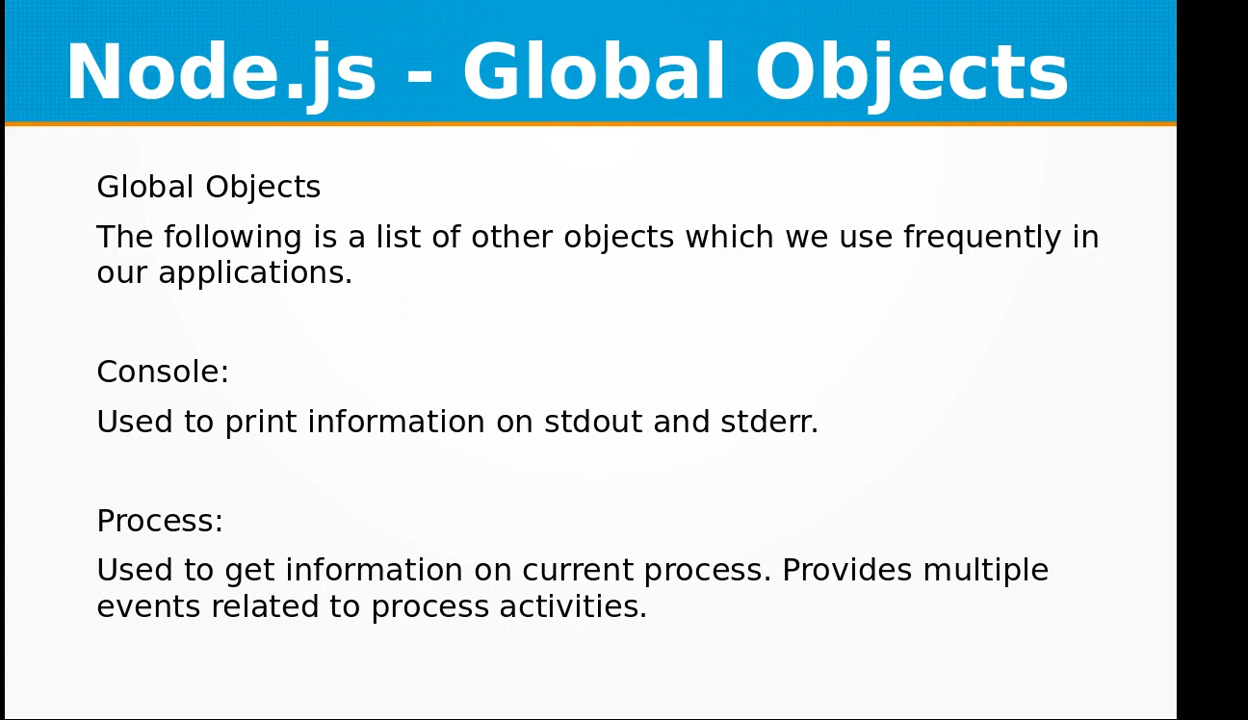 Node.js - Global Objects
Global Objects
The following is a list of other objects which we use frequently in
our applications.
Console:
Used to print information on stdout and stderr.
Process:
Used to get information on current process. Provides multiple
events related to process activities.